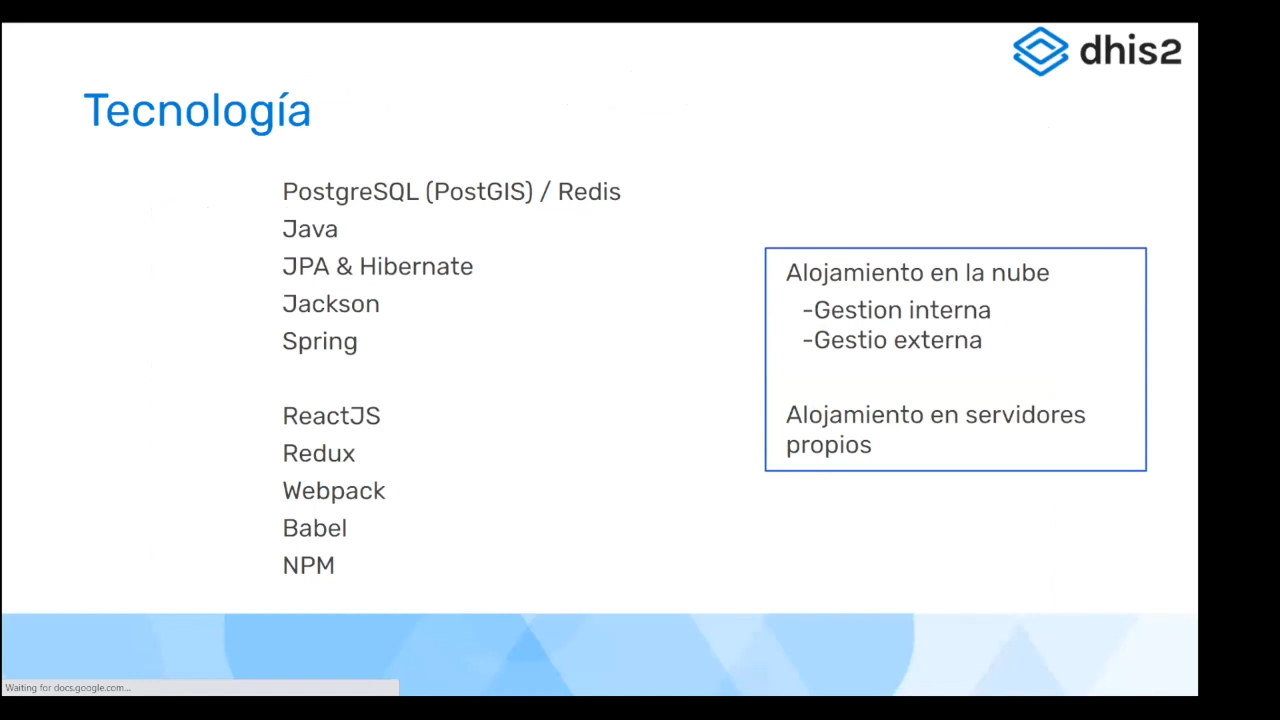 dhis2
Tecnología
PostgreSQL (PostGIS) / Redis
Java
JPA & Hibernate
Jackson
Spring
ReactJS
Redux
Webpack
Babel
NPM
Alojamiento en la nube
-Gestion interna
-Gestio externa
Alojamiento en servidores
propios
Waiting for docs.google.com...